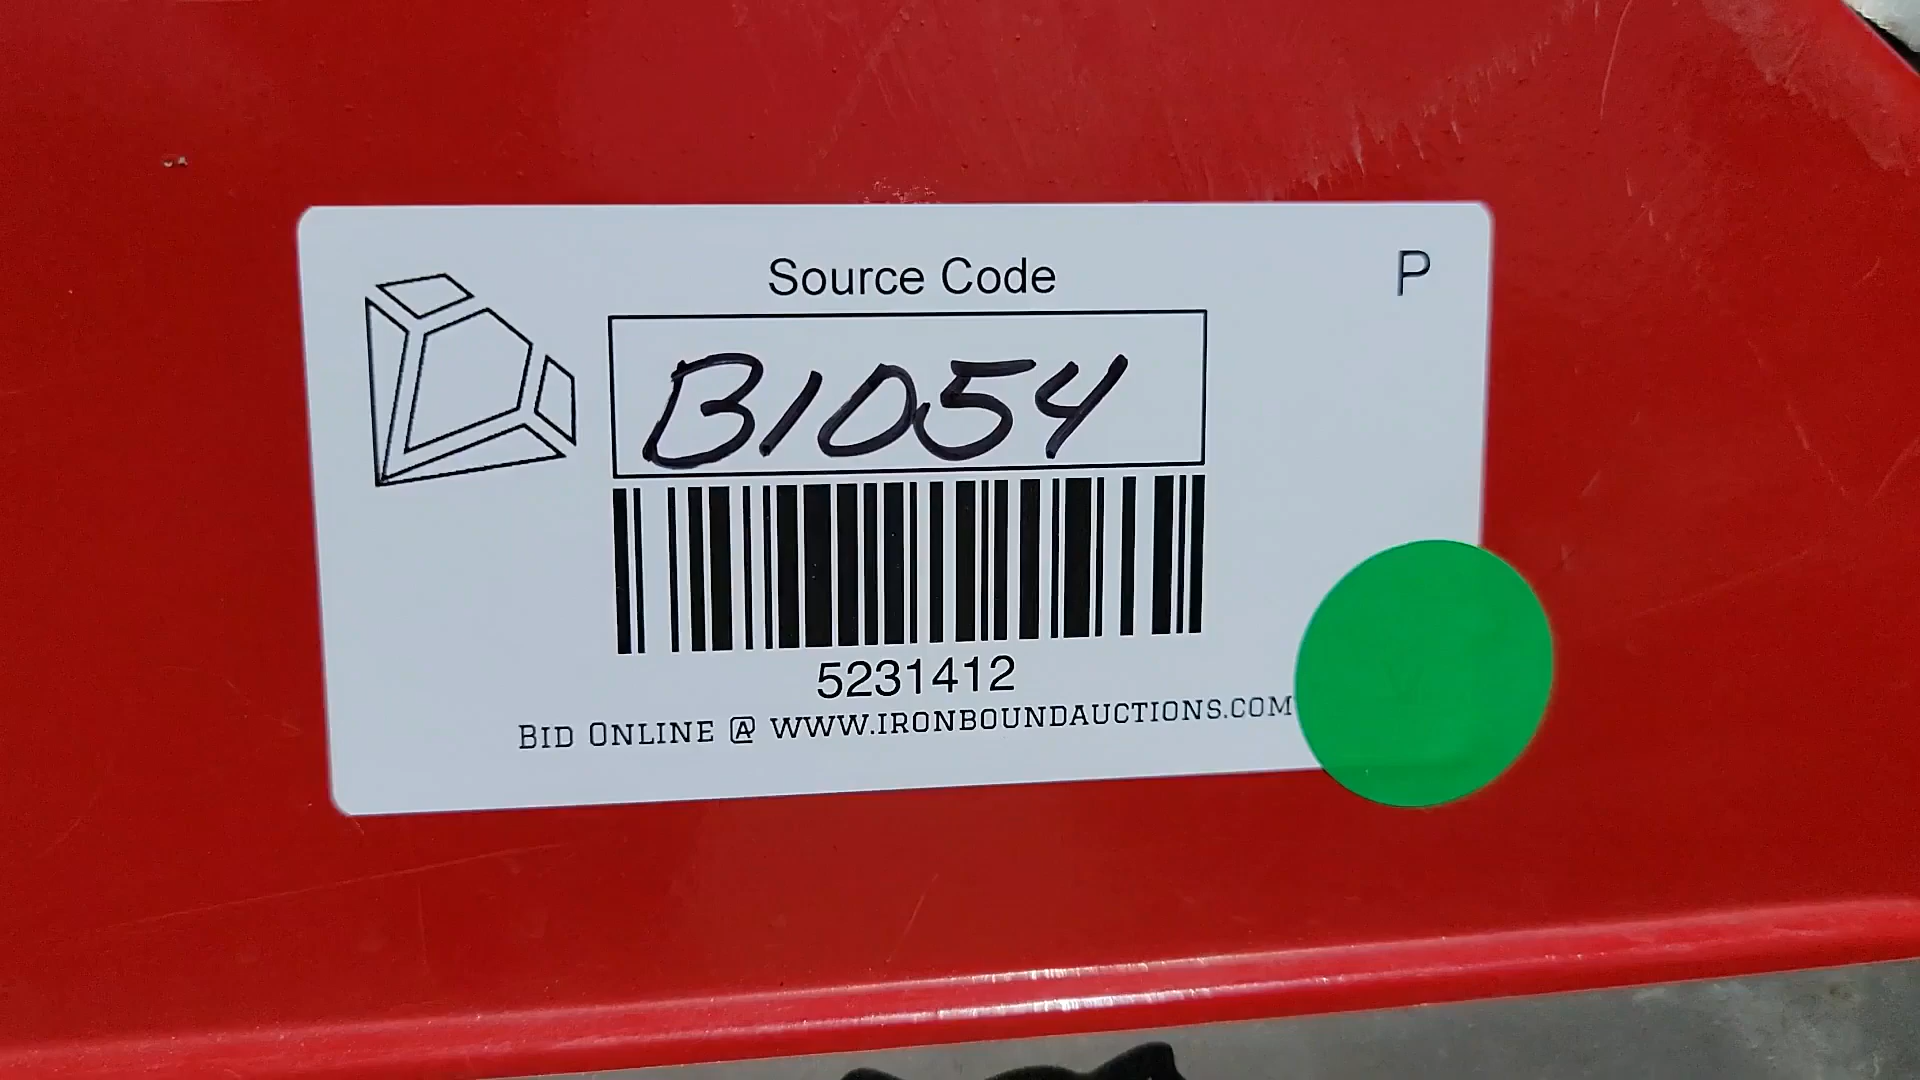 Source Code
P
B1054
5231412
BID ONLINE @ WWW.IRONBOUNDAUCTIONS.COM